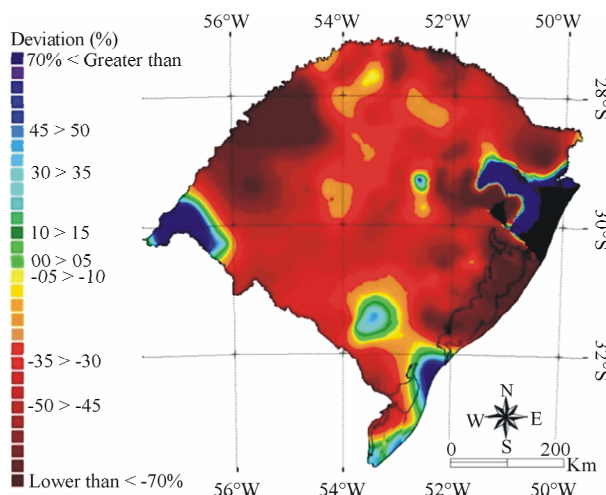 56°W
54°W
52°W
50°W
Deviation (%)
70% < Greater than
45 > 50
30 > 35
10 > 15
00 > 05
-05 > -10
-35 > -30
-50 > -45
Lower than < -70%
28°S
30°S
32°S
N
W
E
S
0
200
Km
56°W
54°W
52°W
50°W